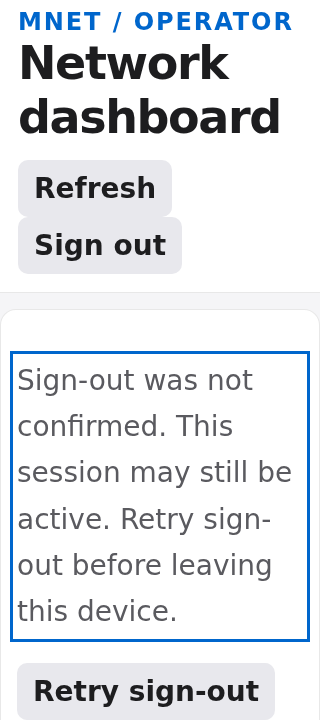 MNET / OPERATOR
Network
dashboard
Refresh
Sign out
Sign-out was not
confirmed. This
session may still be
active. Retry sign-
out before leaving
this device.
Retry sign-out